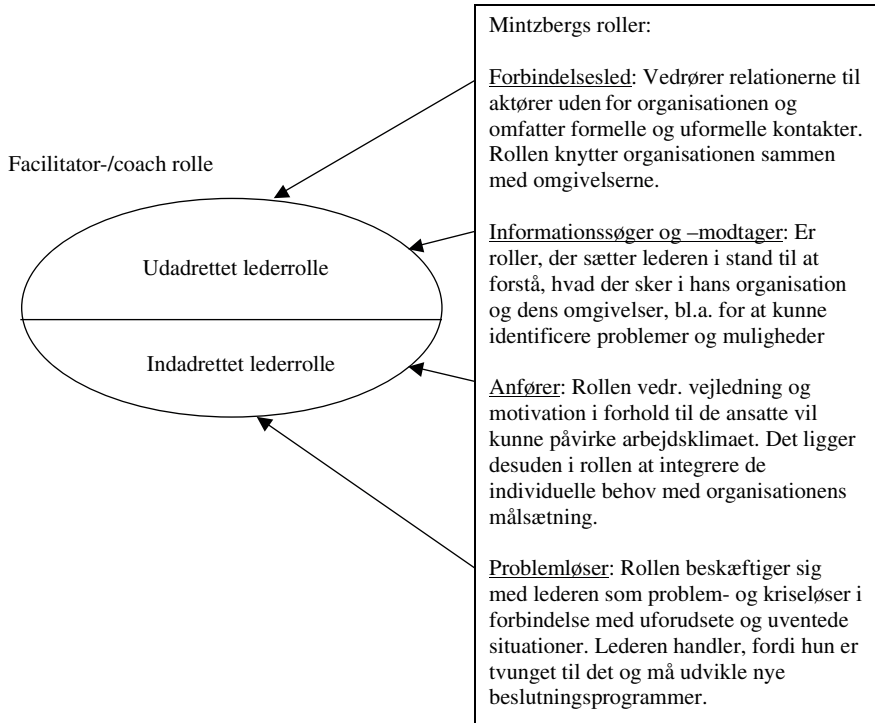 Facilitator-/coach rolle
Udadrettet lederrolle
Indadrettet lederrolle
Mintzbergs roller:
Forbindelsesled: Vedrører relationerne til
aktører uden for organisationen og
omfatter formelle og uformelle kontakter.
Rollen knytter organisationen sammen
med omgivelserne.
Informationssøger og –modtager: Er
roller, der sætter lederen i stand til at
forstå, hvad der sker i hans organisation
og dens omgivelser, bl.a. for at kunne
identificere problemer og muligheder
Anfører: Rollen vedr. vejledning og
motivation i forhold til de ansatte vil
kunne påvirke arbejdsklimaet. Det ligger
desuden i rollen at integrere de
individuelle behov med organisationens
målsætning.
Problemløser: Rollen beskæftiger sig
med lederen som problem- og kriseløser i
forbindelse med uforudsete og uventede
situationer. Lederen handler, fordi hun er
tvunget til det og må udvikle nye
beslutningsprogrammer.